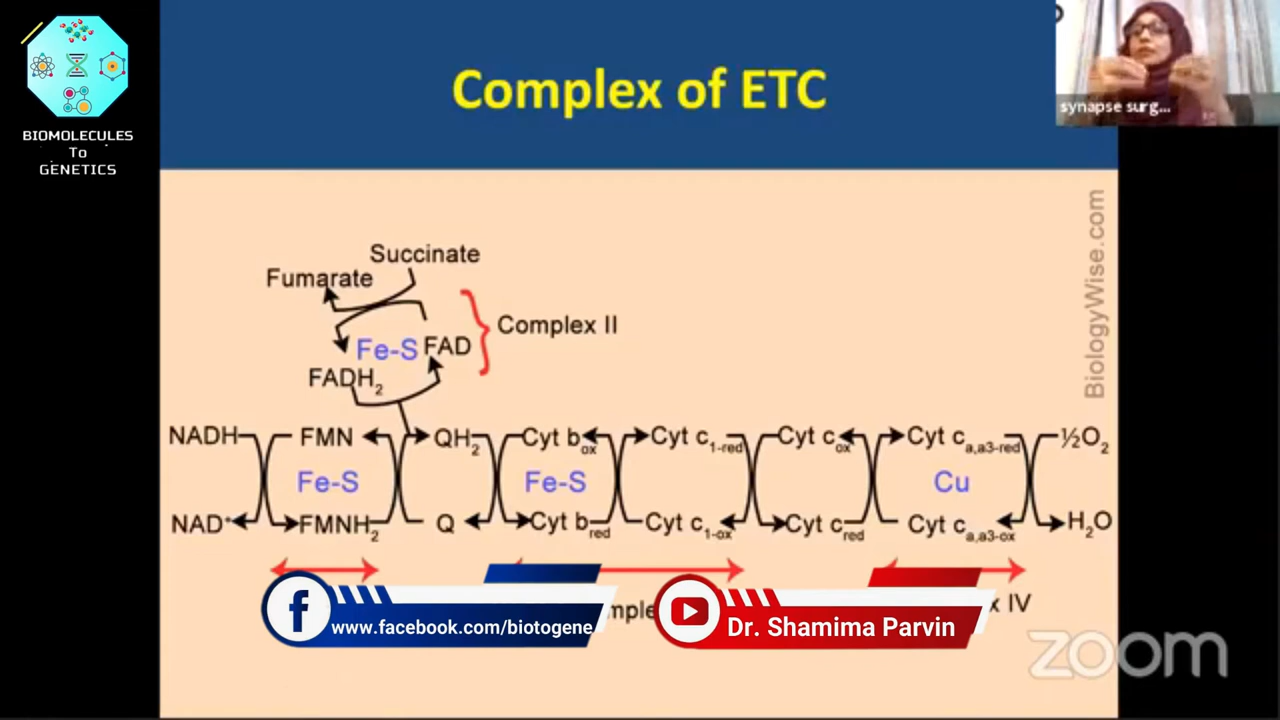 BIOMOLECULES
To
GENETICS
Complex of ETC
synapse surg...
BiologyWise.com
Succinate
Fumarate
Complex II
Fe-S FAD
FADH2
NADH FMN QH2 Cyt box Cyt c1-red Cyt cox Cyt ca,a3-red ½O2
Fe-S Fe-S Cu
NAD+ FMNH2 Q Cyt bred Cyt c1-ox Cyt cred Cyt ca,a3-ox H2O
x IV
www.facebook.com/biotogene
Dr. Shamima Parvin
zoom